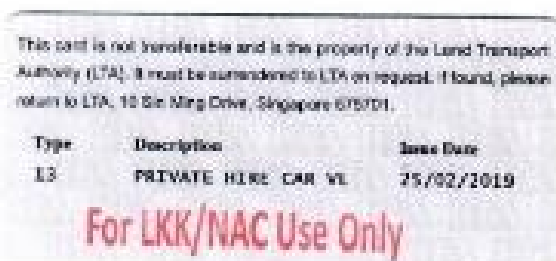 This card is not transferable and is the property of the Land Transport
Authority (LTA). It must be surrendered to LTA on request. If found, please
return to LTA, 10 Sin Ming Drive, Singapore 575701.
Type Description Issue Date
13 PRIVATE HIRE CAR VL 25/02/2019
For LKK/NAC Use Only